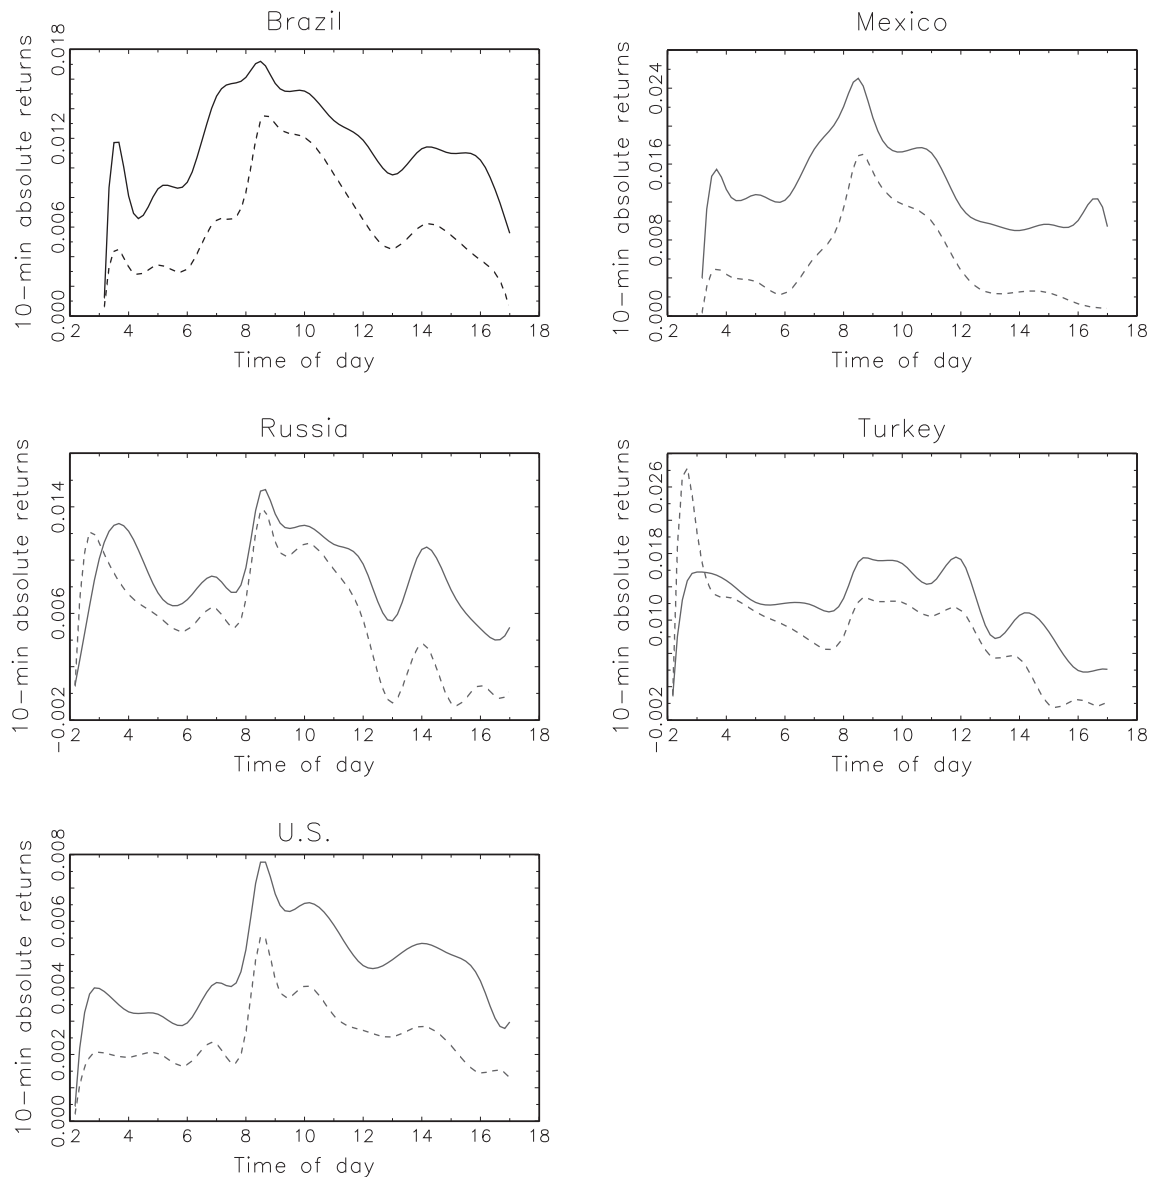 Brazil
10-min absolute returns
0.000 0.006 0.012 0.018
2 4 6 8 10 12 14 16 18
Time of day
Mexico
10-min absolute returns
0.000 0.008 0.016 0.024
2 4 6 8 10 12 14 16 18
Time of day
Russia
10-min absolute returns
-0.002 0.006 0.014
2 4 6 8 10 12 14 16 18
Time of day
Turkey
10-min absolute returns
-0.002 0.010 0.018 0.026
2 4 6 8 10 12 14 16 18
Time of day
U.S.
10-min absolute returns
0.000 0.002 0.004 0.006 0.008
2 4 6 8 10 12 14 16 18
Time of day